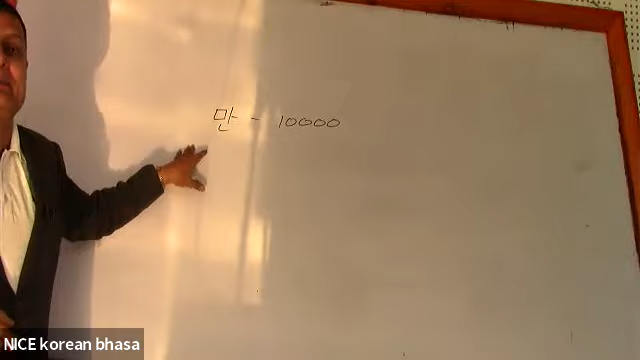 만 - 10000
NICE korean bhasa